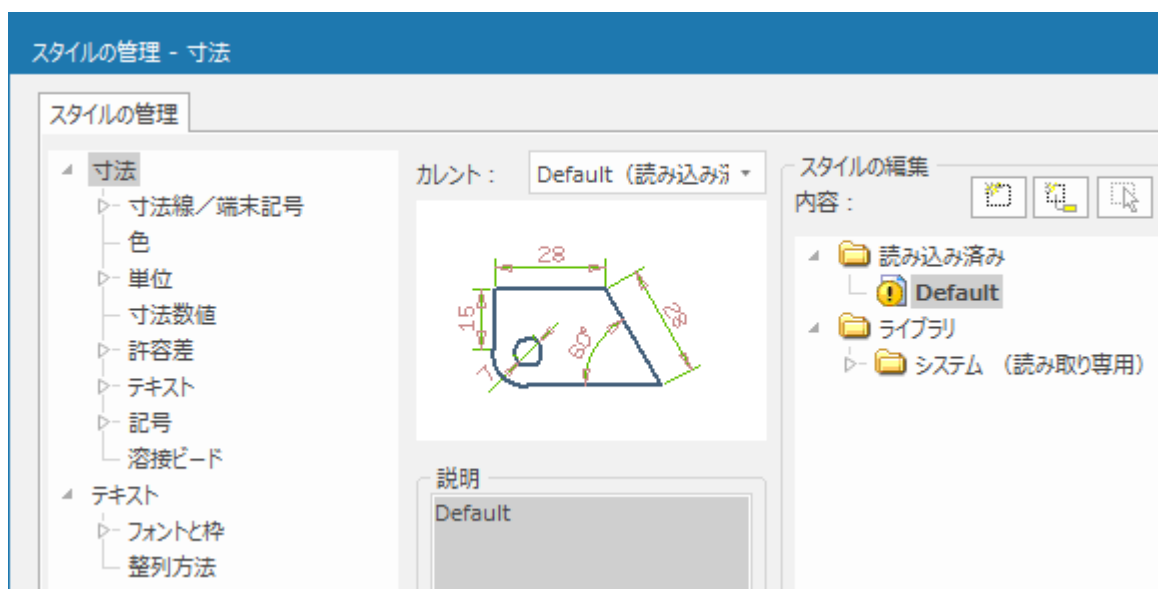 スタイルの管理 - 寸法
スタイルの管理
寸法
寸法線／端末記号
色
単位
寸法数値
許容差
テキスト
記号
溶接ビード
テキスト
フォントと枠
整列方法
カレント：
Default（読み込み済
28
15
7
60°
説明
Default
スタイルの編集
内容：
読み込み済み
Default
ライブラリ
システム （読み取り専用）